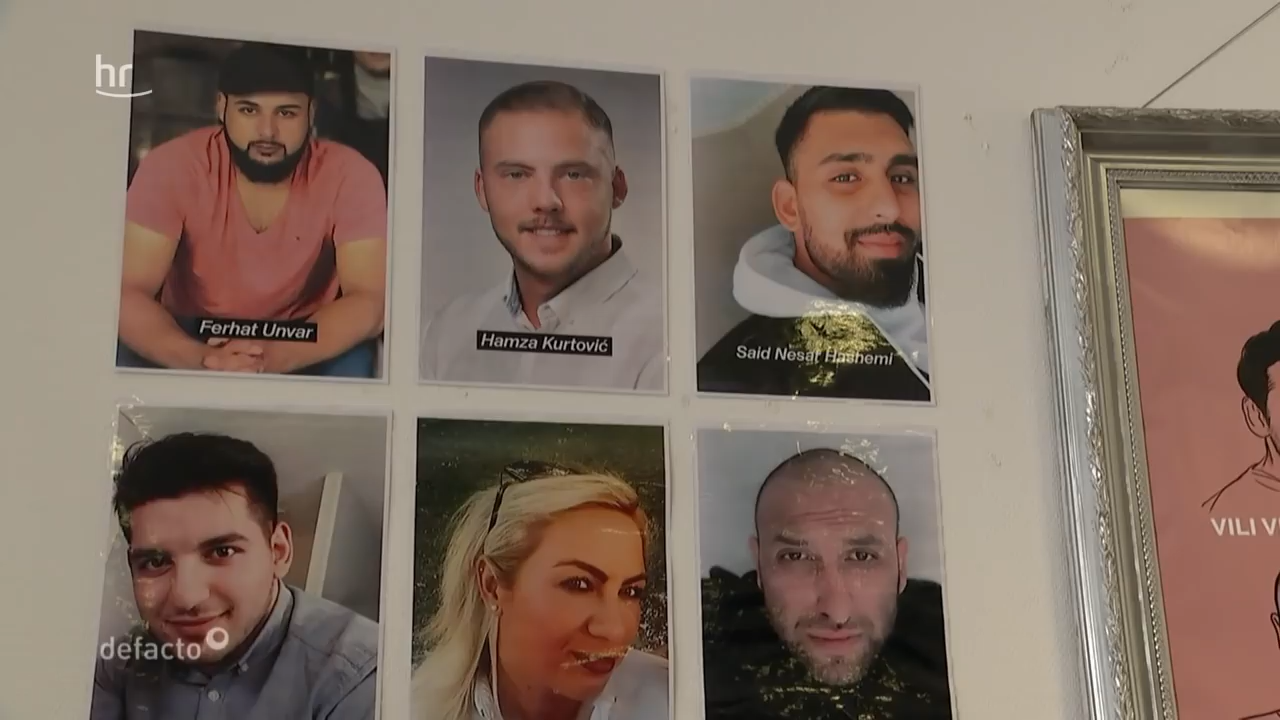 hr
Ferhat Unvar
Hamza Kurtović
Said Nesar Hashemi
VILI V
defacto